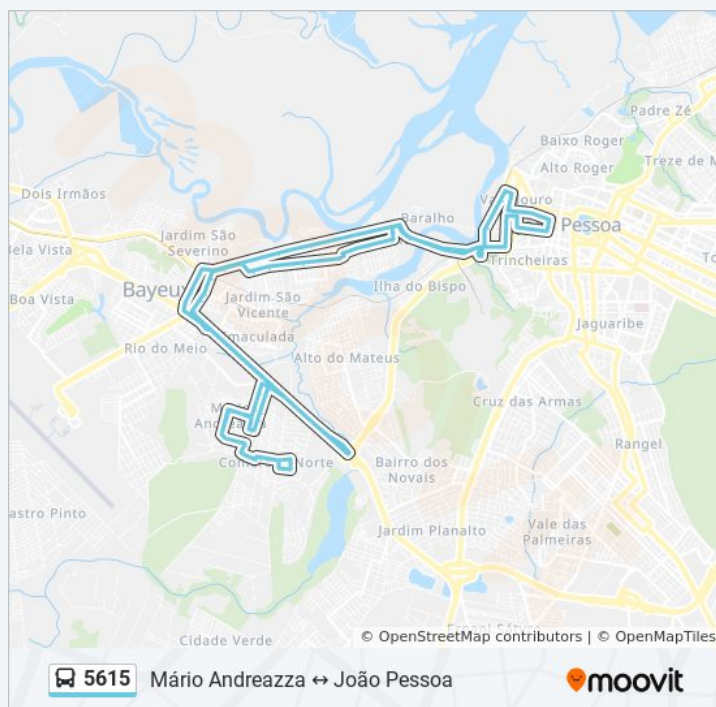 Padre Zé
Baixo Roger
Alto Roger
Treze de M
Dois Irmãos
Baralho
Pessoa
Jardim São
Severino
Bela Vista
Trincheiras
Bayeux
Ilha do Bispo
Boa Vista
Jardim São
Vicente
Imaculada
Jaguaribe
Rio do Meio
Alto do Mateus
Cruz das Armas
Andreazza
Rangel
Norte
Bairro dos
Novais
astro Pinto
Jardim Planalto
Vale das
Palmeiras
Cidade Verde
© OpenStreetMap contributors | © OpenMapTiles
5615 Mário Andreazza ↔ João Pessoa
moovit